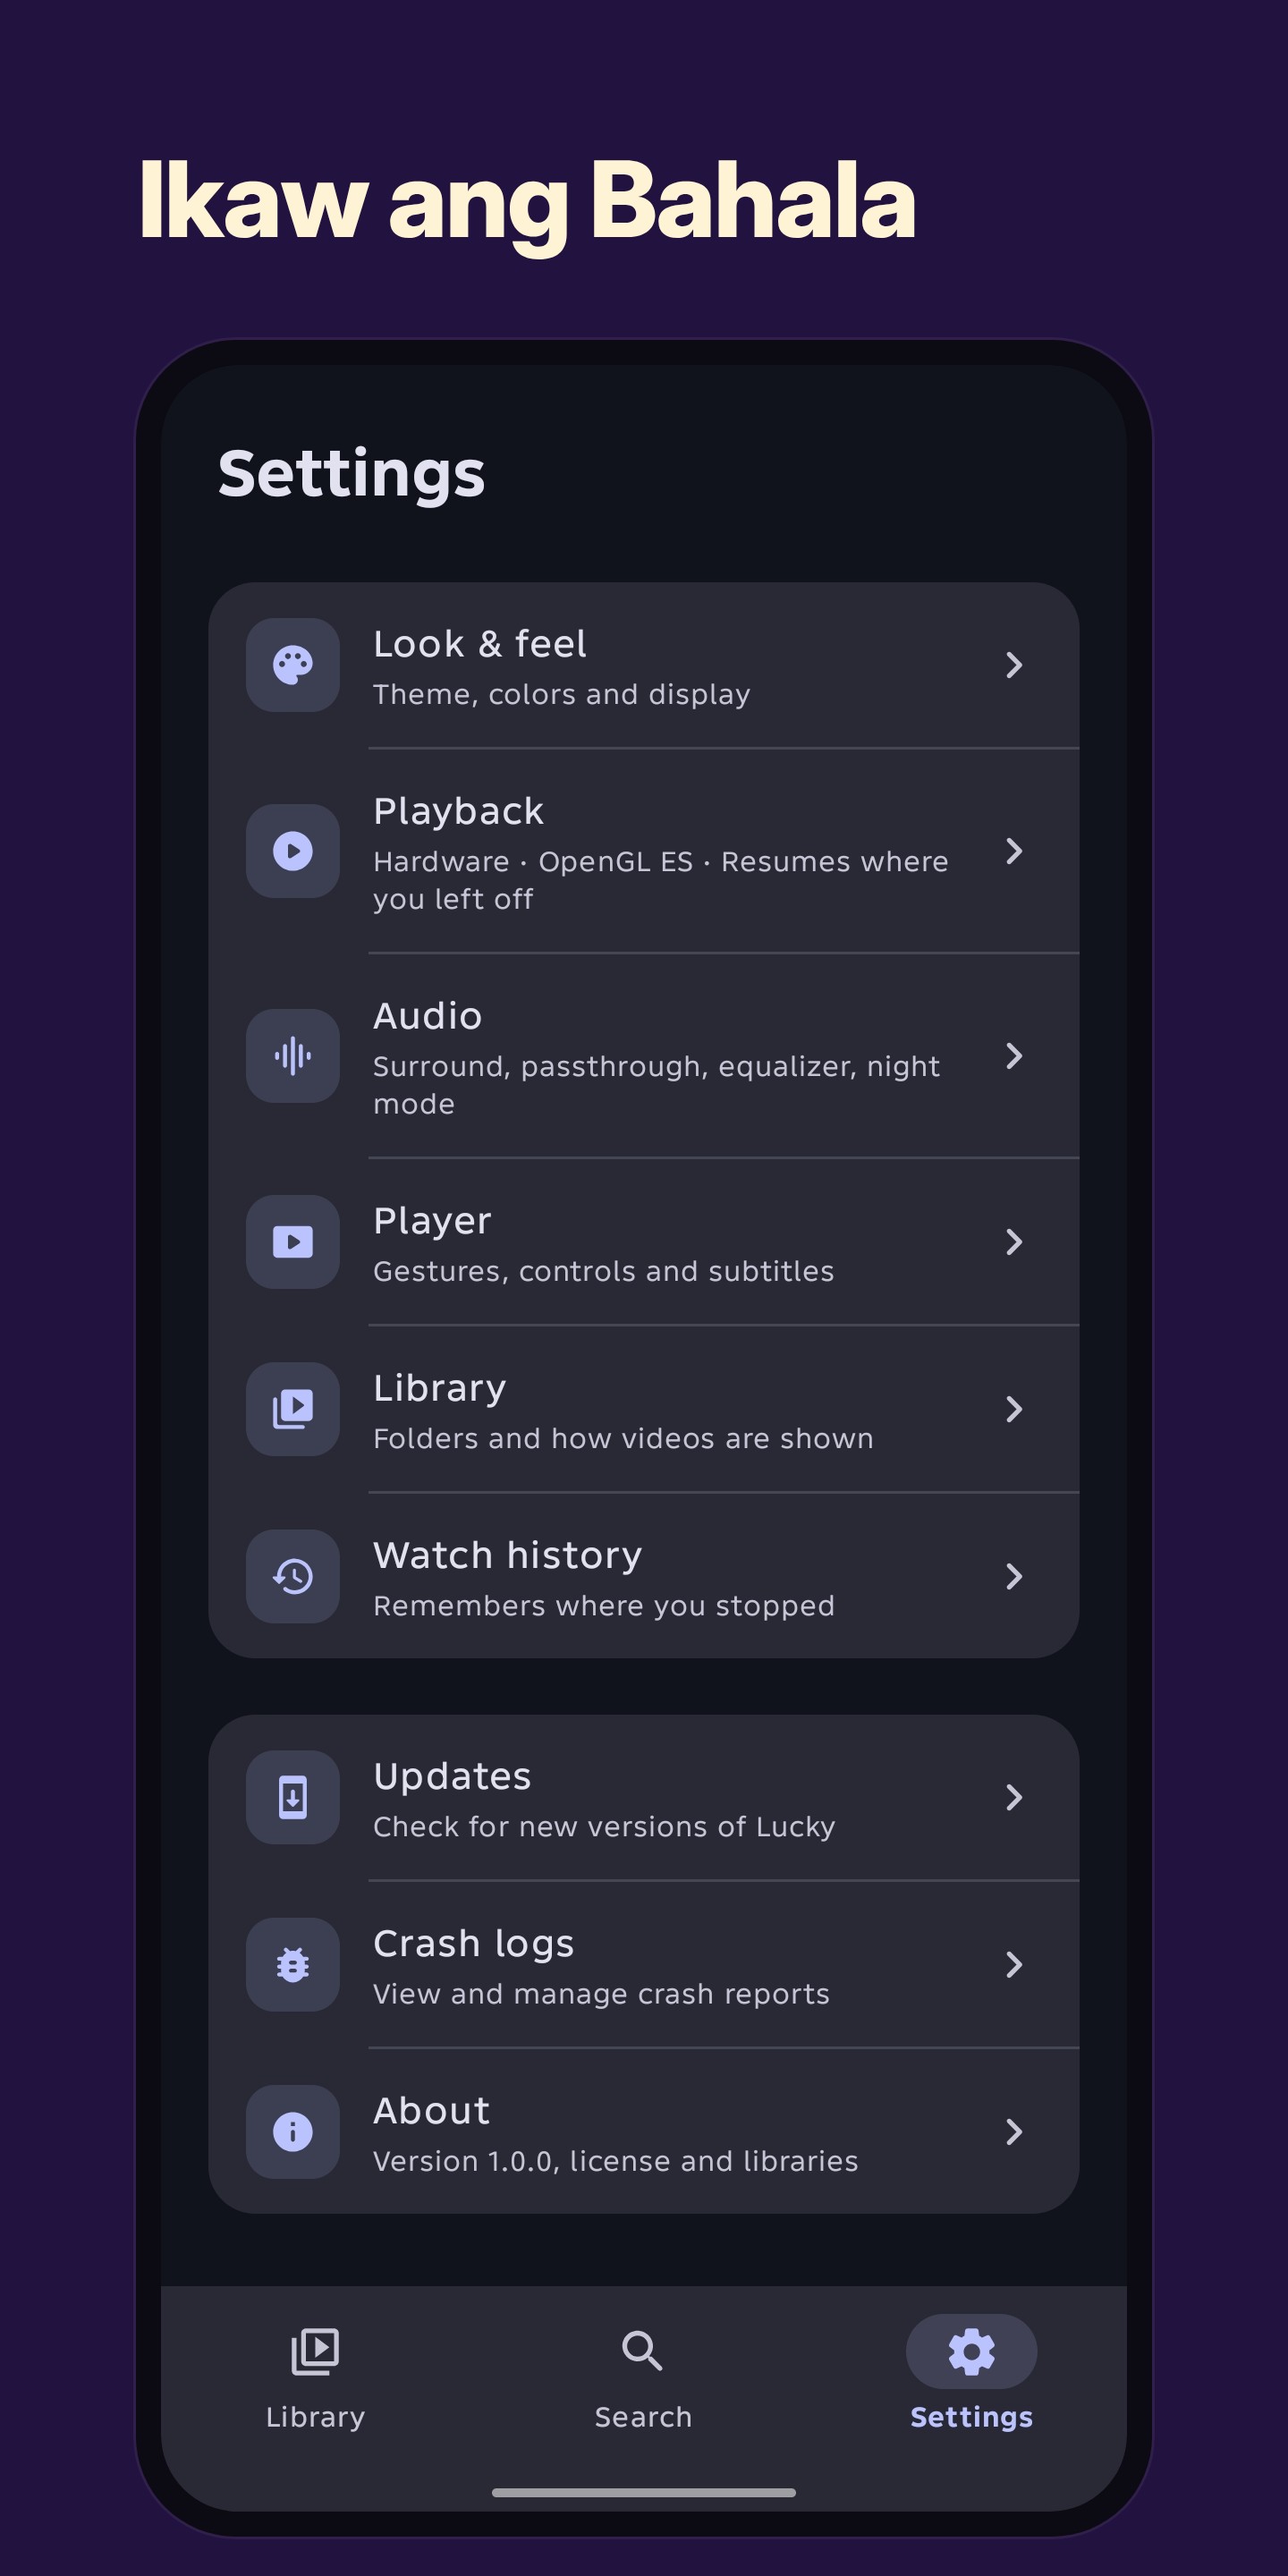 Ikaw ang Bahala
Settings
Look & feel
Theme, colors and display
Playback
Hardware · OpenGL ES · Resumes where
you left off
Audio
Surround, passthrough, equalizer, night
mode
Player
Gestures, controls and subtitles
Library
Folders and how videos are shown
Watch history
Remembers where you stopped
Updates
Check for new versions of Lucky
Crash logs
View and manage crash reports
About
Version 1.0.0, license and libraries
Library
Search
Settings